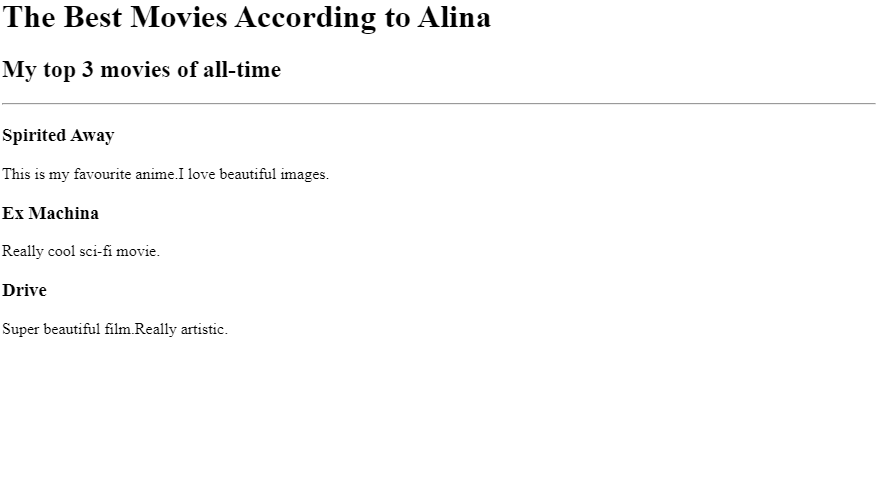 The Best Movies According to Alina
My top 3 movies of all-time
Spirited Away
This is my favourite anime.I love beautiful images.
Ex Machina
Really cool sci-fi movie.
Drive
Super beautiful film.Really artistic.